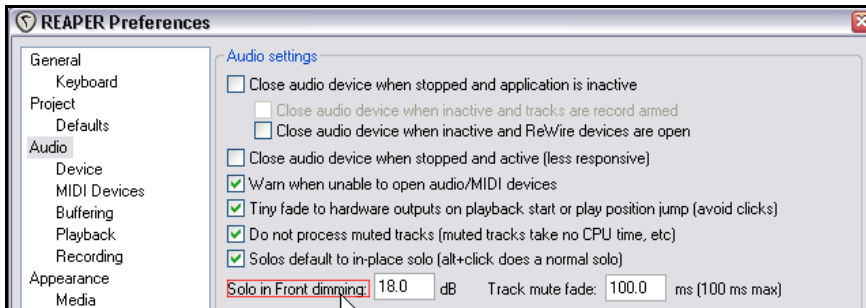 REAPER Preferences
General
Keyboard
Project
Defaults
Audio
Device
MIDI Devices
Buffering
Playback
Recording
Appearance
Media
Audio settings
Close audio device when stopped and application is inactive
Close audio device when inactive and tracks are record armed
Close audio device when inactive and ReWire devices are open
Close audio device when stopped and active (less responsive)
Warn when unable to open audio/MIDI devices
Tiny fade to hardware outputs on playback start or play position jump (avoid clicks)
Do not process muted tracks (muted tracks take no CPU time, etc)
Solos default to in-place solo (alt+click does a normal solo)
Solo in Front dimming: 18.0 dB Track mute fade: 100.0 ms (100 ms max)